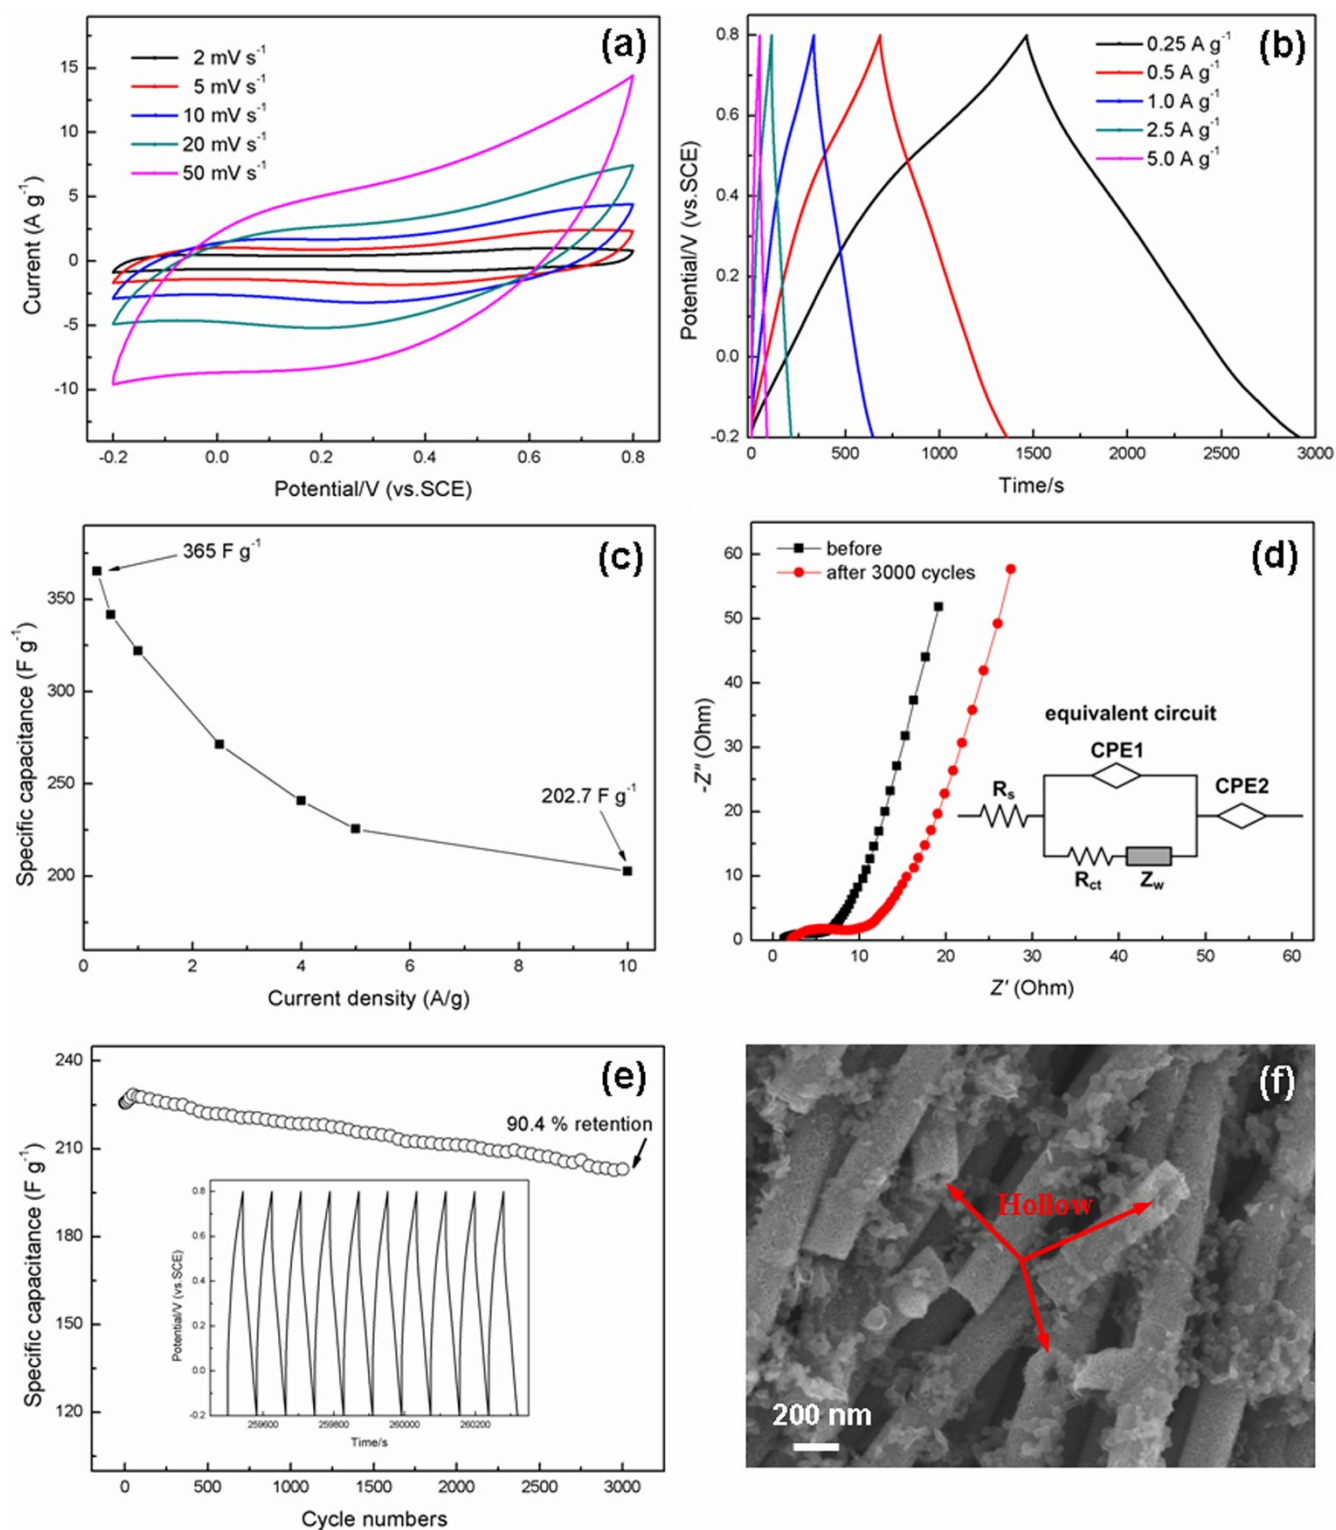 (a)
2 mV s⁻¹
5 mV s⁻¹
10 mV s⁻¹
20 mV s⁻¹
50 mV s⁻¹
15
10
5
0
-5
-10
Current (A g⁻¹)
-0.2 0.0 0.2 0.4 0.6 0.8
Potential/V (vs.SCE)
(b)
0.25 A g⁻¹
0.5 A g⁻¹
1.0 A g⁻¹
2.5 A g⁻¹
5.0 A g⁻¹
0.8
0.6
0.4
0.2
0.0
-0.2
Potential/V (vs.SCE)
0 500 1000 1500 2000 2500 3000
Time/s
(c)
365 F g⁻¹
202.7 F g⁻¹
350
300
250
200
Specific capacitance (F g⁻¹)
0 2 4 6 8 10
Current density (A/g)
(d)
before
after 3000 cycles
60
50
40
30
20
10
0
-Z" (Ohm)
equivalent circuit
CPE1
CPE2
Rs
Rct
Zw
0 10 20 30 40 50 60
Z' (Ohm)
(e)
90.4 % retention
240
210
180
150
120
Specific capacitance (F g⁻¹)
0.8
0.6
0.4
0.2
0.0
-0.2
Potential/V (vs.SCE)
259600 259800 260000 260200
Time/s
0 500 1000 1500 2000 2500 3000
Cycle numbers
(f)
Hollow
200 nm